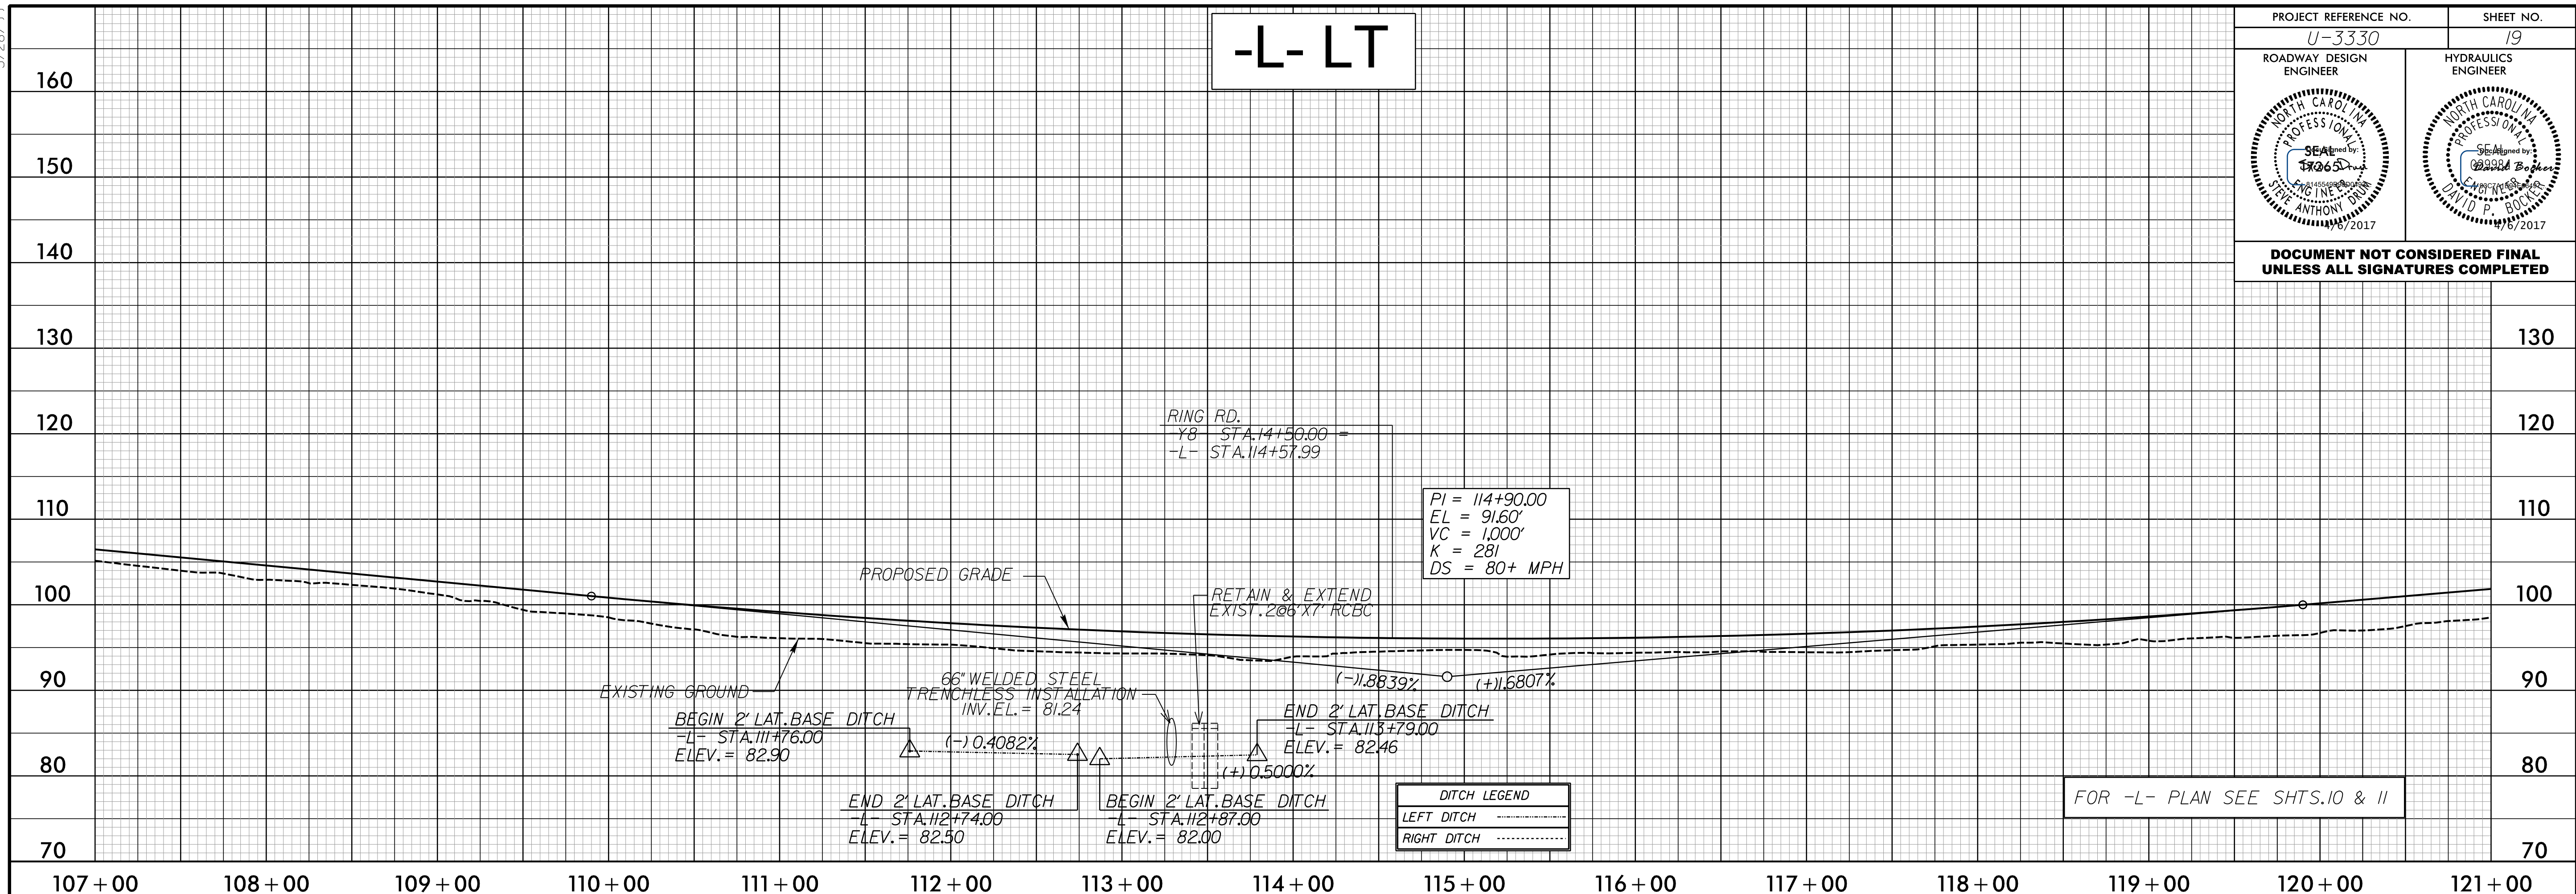 -L- LT
PROJECT REFERENCE NO.
SHEET NO.
U-3330
19
ROADWAY DESIGN
ENGINEER
HYDRAULICS
ENGINEER
NORTH CAROLINA
PROFESSIONAL
SEAL
17265
ENGINEER
STEVE ANTHONY DRUM
4/6/2017
NORTH CAROLINA
PROFESSIONAL
SEAL
ENGINEER
DAVID P. BOCKER
David Bocker
4/6/2017
DOCUMENT NOT CONSIDERED FINAL
UNLESS ALL SIGNATURES COMPLETED
160
150
140
130
130
120
120
RING RD.
-Y8- STA.14+50.00 =
-L- STA.114+57.99
110
110
PI = 114+90.00
EL = 91.60'
VC = 1,000'
K = 281
DS = 80+ MPH
PROPOSED GRADE
RETAIN & EXTEND
EXIST.2@6'X7' RCBC
100
100
EXISTING GROUND
66" WELDED STEEL
TRENCHLESS INSTALLATION
INV.EL.= 81.24
(-)1.8839%
(+)1.6807%
90
90
BEGIN 2' LAT.BASE DITCH
-L- STA.111+76.00
ELEV.= 82.90
(-)0.4082%
END 2' LAT.BASE DITCH
-L- STA.113+79.00
ELEV.= 82.46
(+)0.5000%
80
80
END 2' LAT.BASE DITCH
-L- STA.112+74.00
ELEV.= 82.50
BEGIN 2' LAT.BASE DITCH
-L- STA.112+87.00
ELEV.= 82.00
DITCH LEGEND
LEFT DITCH
RIGHT DITCH
FOR -L- PLAN SEE SHTS.10 & 11
70
70
107+00
108+00
109+00
110+00
111+00
112+00
113+00
114+00
115+00
116+00
117+00
118+00
119+00
120+00
121+00